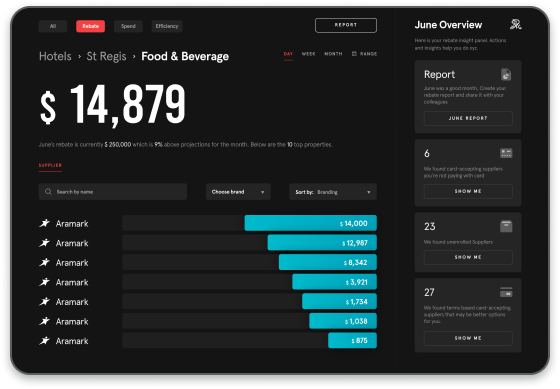 All
Rebate
Spend
Efficiency
REPORT
Hotels › St Regis › Food & Beverage
DAY WEEK MONTH RANGE
$ 14,879
June's rebate is currently $ 250,000 which is 9% above projections for the month. Below are the 10 top properties.
SUPPLIER
Search by name
Choose brand
Sort by: Branding
Aramark $ 14,000
Aramark $ 12,987
Aramark $ 8,342
Aramark $ 3,921
Aramark $ 1,734
Aramark $ 1,038
Aramark $ 875
June Overview
Here is your rebate insight panel. Actions
and insights help you do xyz.
Report
June was a good month, Create your
rebate report and share it with your
colleagues
JUNE REPORT
6
We found card-accepting suppliers
you're not paying with card
SHOW ME
23
We found unenrolled Suppliers
SHOW ME
27
We found terms based card-accepting
suppliers that may be better options
for you.
SHOW ME